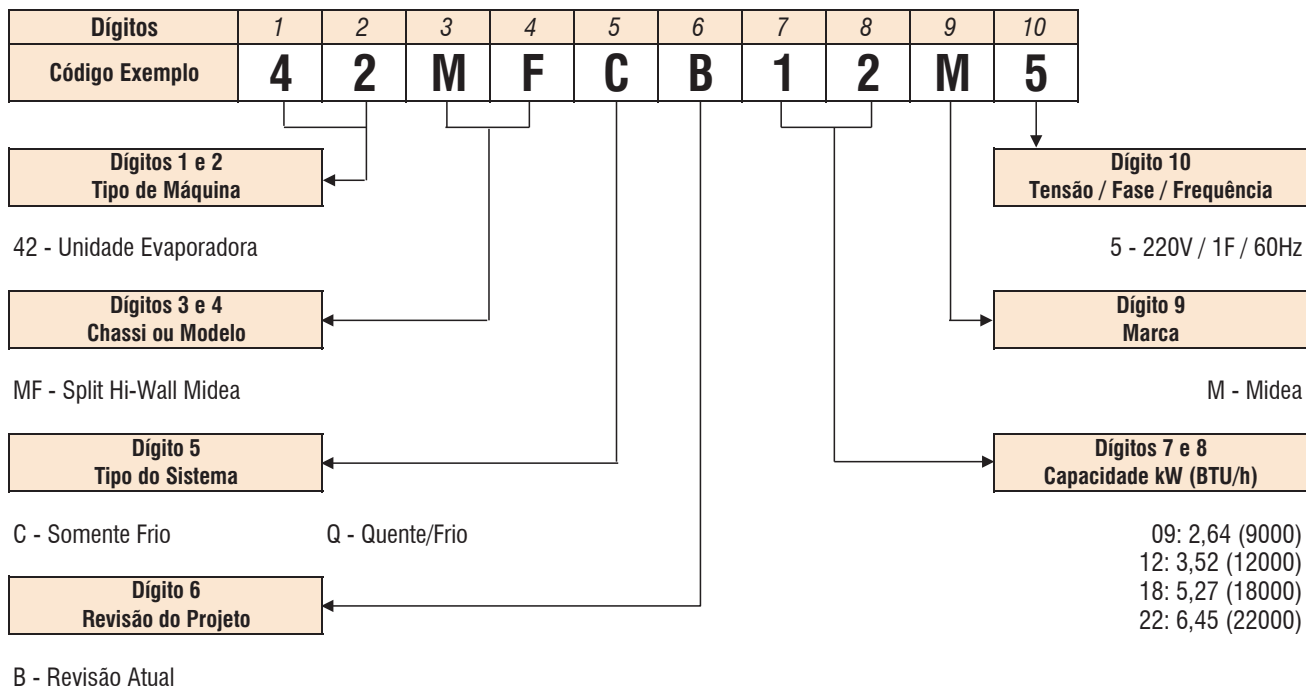 Dígitos 1 2 3 4 5 6 7 8 9 10
Código Exemplo 4 2 M F C B 1 2 M 5
Dígitos 1 e 2
Tipo de Máquina
42 - Unidade Evaporadora
Dígitos 3 e 4
Chassi ou Modelo
MF - Split Hi-Wall Midea
Dígito 5
Tipo do Sistema
C - Somente Frio Q - Quente/Frio
Dígito 6
Revisão do Projeto
B - Revisão Atual
Dígito 10
Tensão / Fase / Frequência
5 - 220V / 1F / 60Hz
Dígito 9
Marca
M - Midea
Dígitos 7 e 8
Capacidade kW (BTU/h)
09: 2,64 (9000)
12: 3,52 (12000)
18: 5,27 (18000)
22: 6,45 (22000)